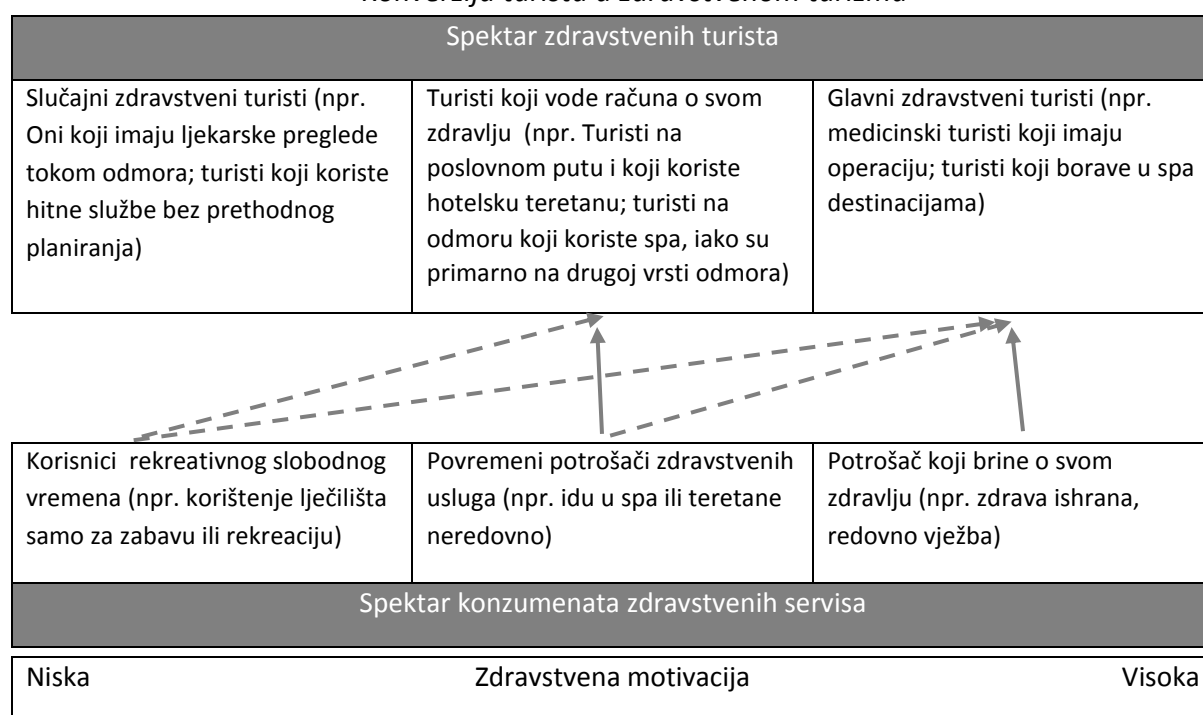 Konverzija turista u zdravstvenom turizmu
Spektar zdravstvenih turista
Slučajni zdravstveni turisti (npr.
Oni koji imaju ljekarske preglede
tokom odmora; turisti koji koriste
hitne službe bez prethodnog
planiranja)
Turisti koji vode računa o svom
zdravlju (npr. Turisti na
poslovnom putu i koji koriste
hotelsku teretanu; turisti na
odmoru koji koriste spa, iako su
primarno na drugoj vrsti odmora)
Glavni zdravstveni turisti (npr.
medicinski turisti koji imaju
operaciju; turisti koji borave u spa
destinacijama)
Korisnici rekreativnog slobodnog
vremena (npr. korištenje lječilišta
samo za zabavu ili rekreaciju)
Povremeni potrošači zdravstvenih
usluga (npr. idu u spa ili teretane
neredovno)
Potrošač koji brine o svom
zdravlju (npr. zdrava ishrana,
redovno vježba)
Spektar konzumenata zdravstvenih servisa
Niska Zdravstvena motivacija Visoka